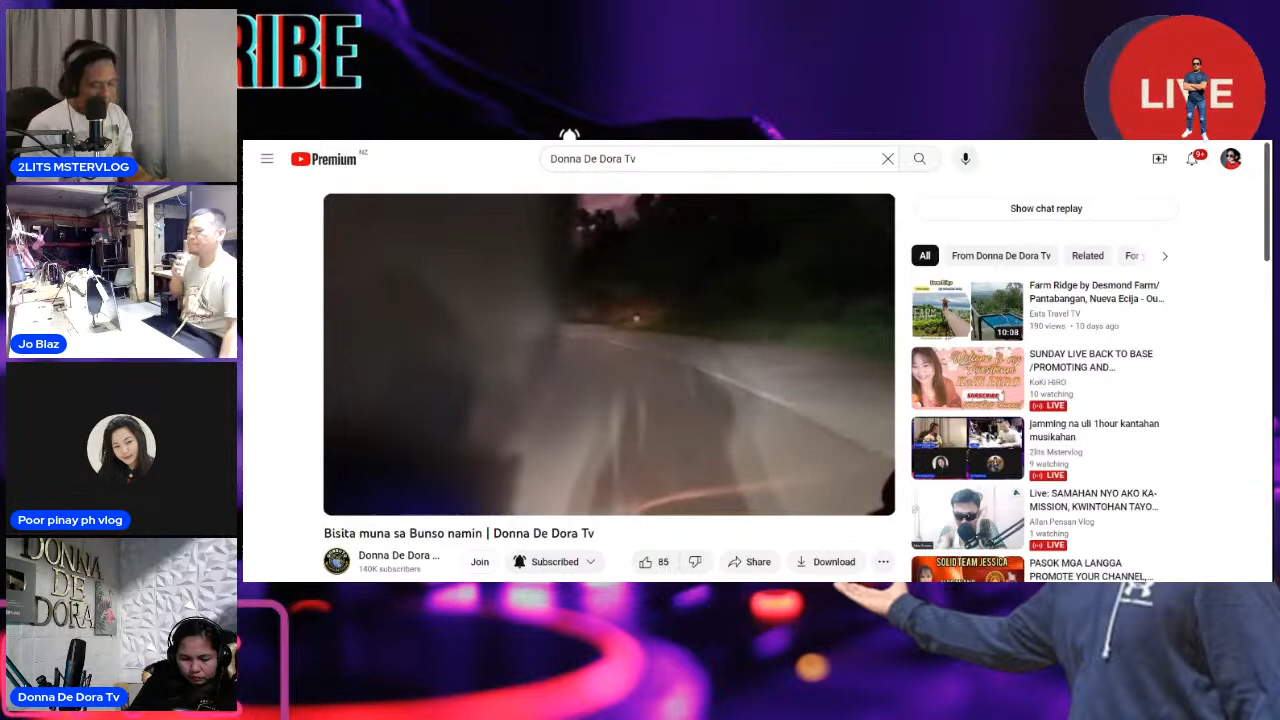 RIBE
LIVE
2LITS MSTERVLOG
Jo Blaz
Poor pinay ph vlog
DONNA
DE
DORA
Donna De Dora Tv
Premium NZ
Donna De Dora Tv
9+
Show chat replay
All
From Donna De Dora Tv
Related
For
Farm Ridge by Desmond Farm/
Pantabangan, Nueva Ecija - Ou...
Eats Travel TV
190 views • 10 days ago
10:08
SUNDAY LIVE BACK TO BASE
/PROMOTING AND...
KoKi HiRO
10 watching
LIVE
jamming na uli 1hour kantahan
musikahan
2lits Mstervlog
9 watching
LIVE
Live: SAMAHAN NYO AKO KA-
MISSION, KWINTOHAN TAYO...
Allan Pensan Vlog
1 watching
LIVE
SOLID TEAM JESSICA
PASOK MGA LANGGA
PROMOTE YOUR CHANNEL,...
Bisita muna sa Bunso namin | Donna De Dora Tv
Donna De Dora ...
140K subscribers
Join
Subscribed
85
Share
Download